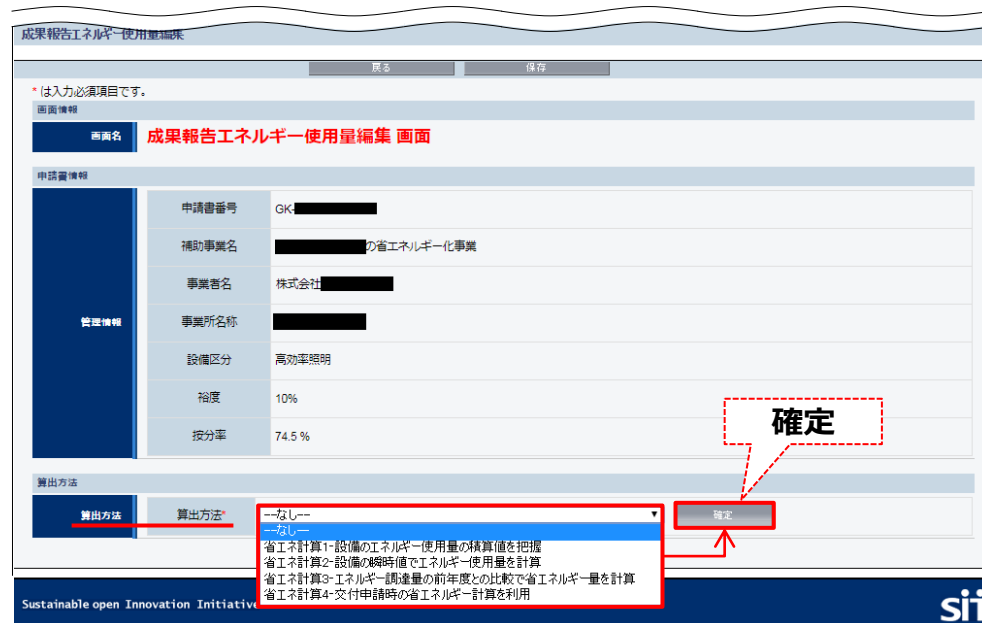 成果報告エネルギー使用量編集
戻る 保存
* は入力必須項目です。
画面情報
画面名 成果報告エネルギー使用量編集 画面
申請書情報
管理情報
申請書番号 GK-
補助事業名 の省エネルギー化事業
事業者名 株式会社
事業所名称
設備区分 高効率照明
裕度 10%
按分率 74.5 %
確定
算出方法
算出方法 算出方法* --なし-- ▼ 確定
--なし--
省エネ計算1-設備のエネルギー使用量の積算値を把握
省エネ計算2-設備の瞬時値でエネルギー使用量を計算
省エネ計算3-エネルギー調達量の前年度との比較で省エネルギー量を計算
省エネ計算4-交付申請時の省エネルギー計算を利用
Sustainable open Innovation Initiative
sii